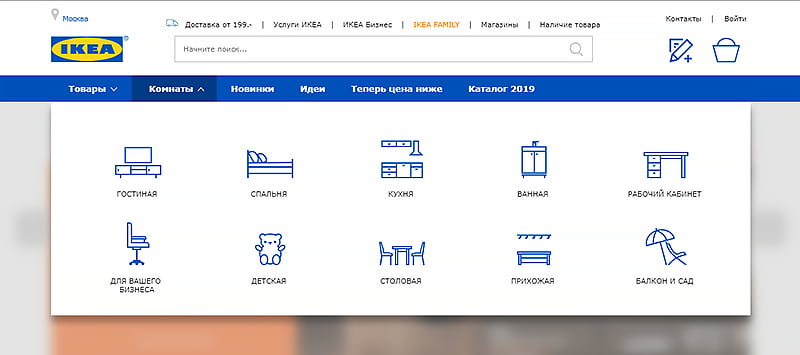 Москва
Доставка от 199.- | Услуги ИКЕА | ИКЕА Бизнес | IKEA FAMILY | Магазины | Наличие товара
Контакты | Войти
IKEA®
Начните поиск...
Товары Комнаты Новинки Идеи Теперь цена ниже Каталог 2019
ГОСТИНАЯ СПАЛЬНЯ КУХНЯ ВАННАЯ РАБОЧИЙ КАБИНЕТ
ДЛЯ ВАШЕГО
БИЗНЕСА
ДЕТСКАЯ СТОЛОВАЯ ПРИХОЖАЯ БАЛКОН И САД